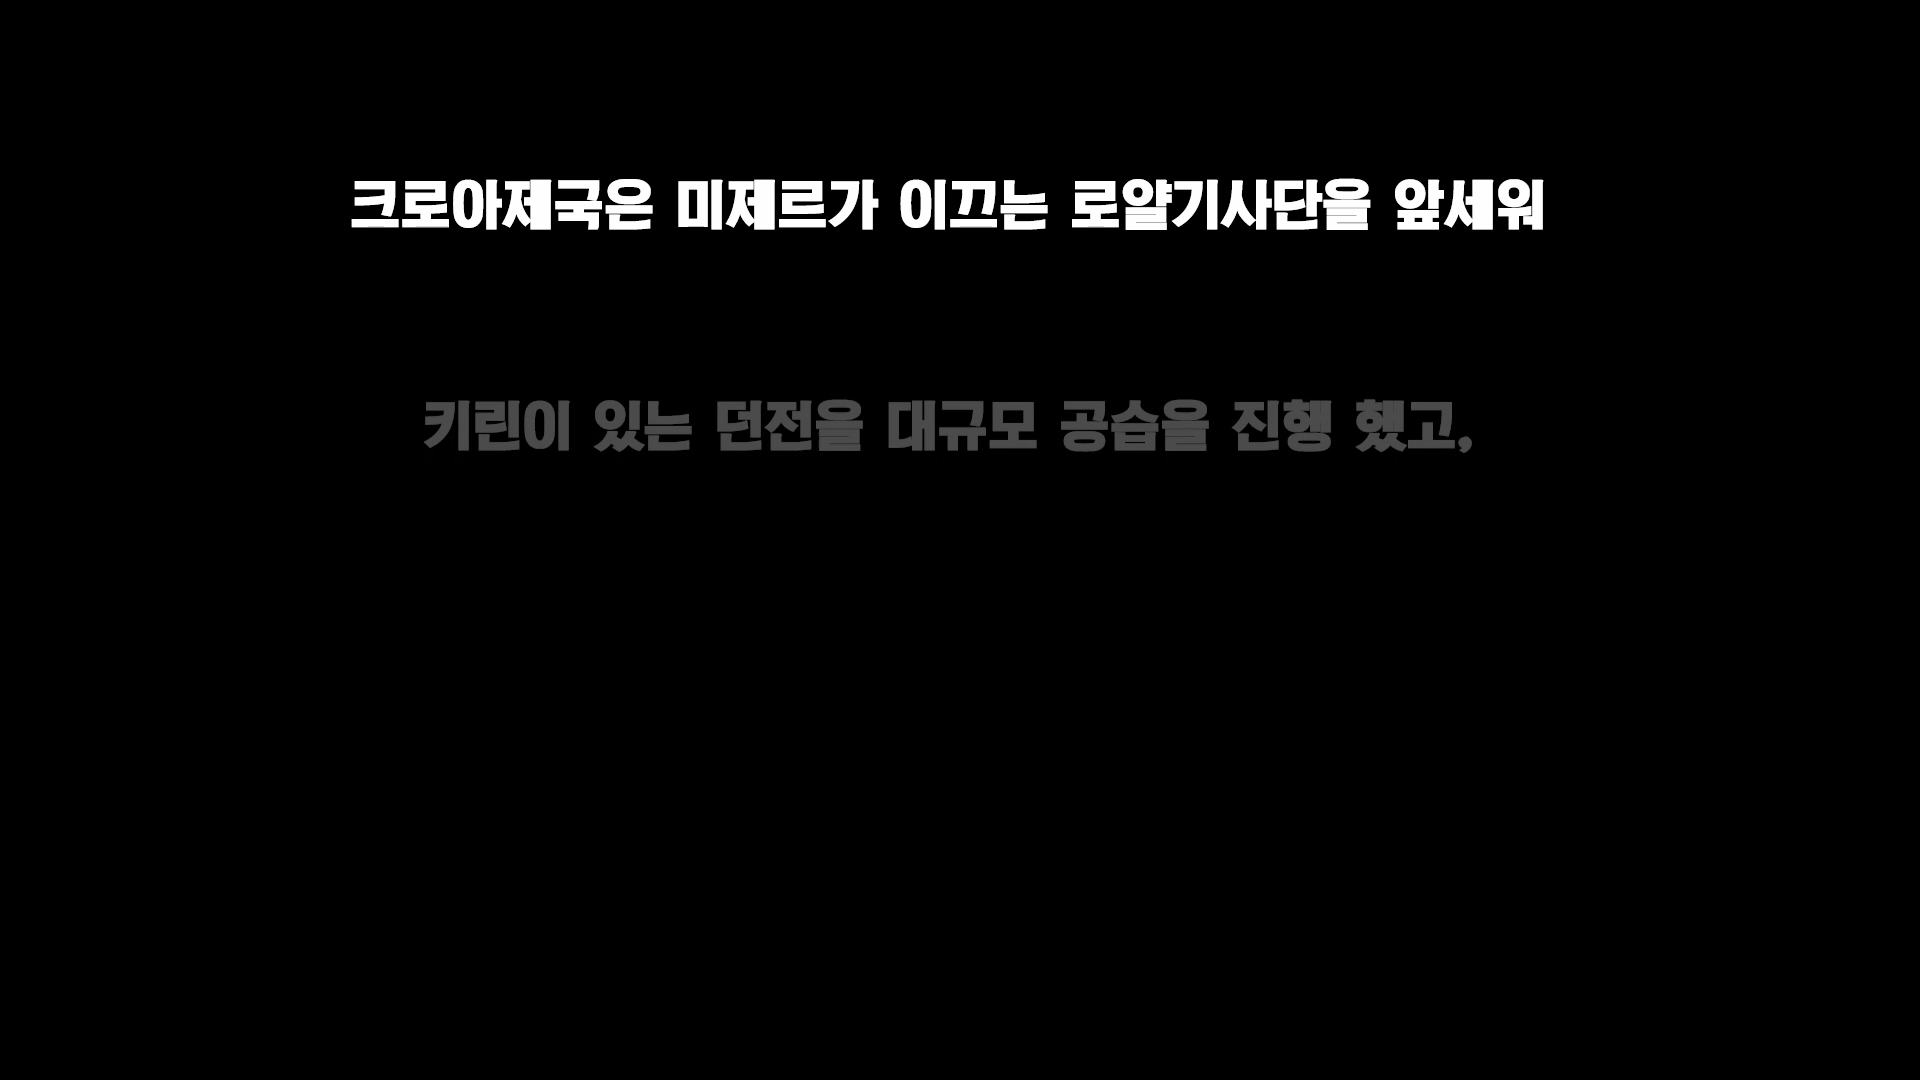 크로아제국은 미제르가 이끄는 로얄기사단을 앞세워
키린이 있는 던전을 대규모 공습을 진행 했고,